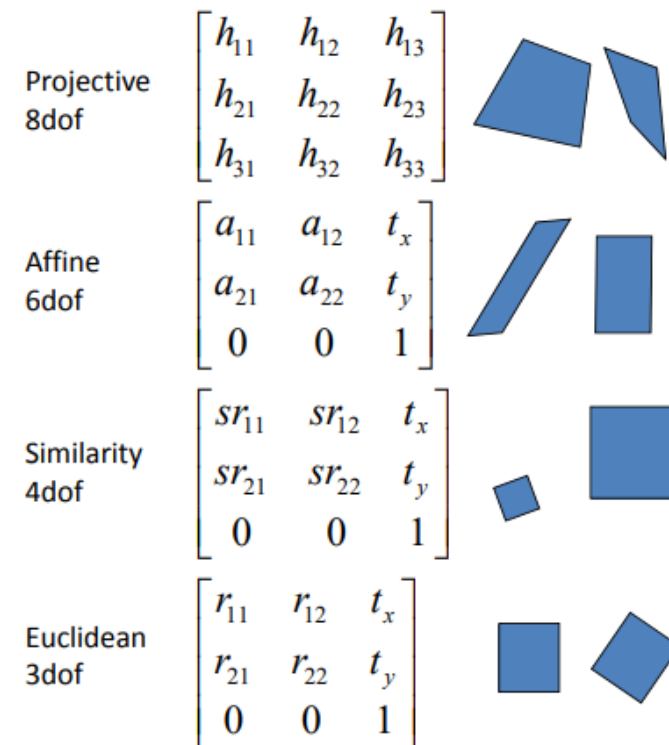 Projective
8dof
h11 h12 h13
h21 h22 h23
h31 h32 h33
Affine
6dof
a11 a12 tx
a21 a22 ty
0 0 1
Similarity
4dof
sr11 sr12 tx
sr21 sr22 ty
0 0 1
Euclidean
3dof
r11 r12 tx
r21 r22 ty
0 0 1